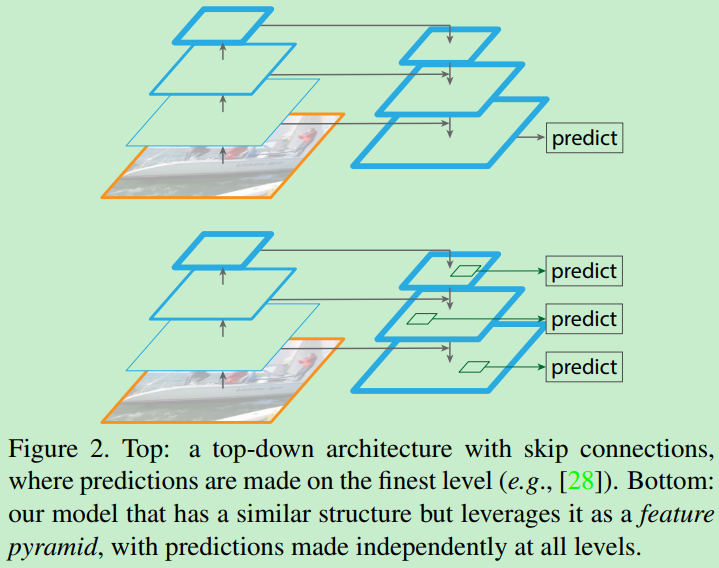 predict
predict
predict
predict
Figure 2. Top: a top-down architecture with skip connections,
where predictions are made on the finest level (e.g., [28]). Bottom:
our model that has a similar structure but leverages it as a feature
pyramid, with predictions made independently at all levels.